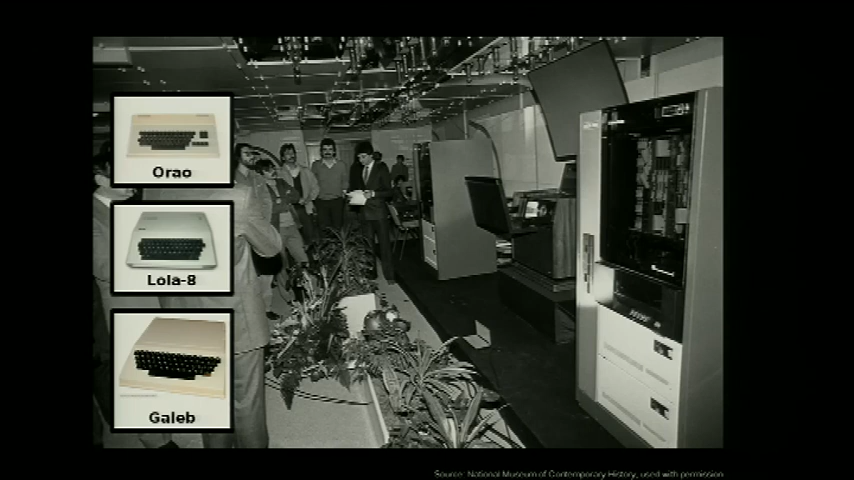 Orao
Lola-8
Galeb
Source: National Museum of Contemporary History, used with permission